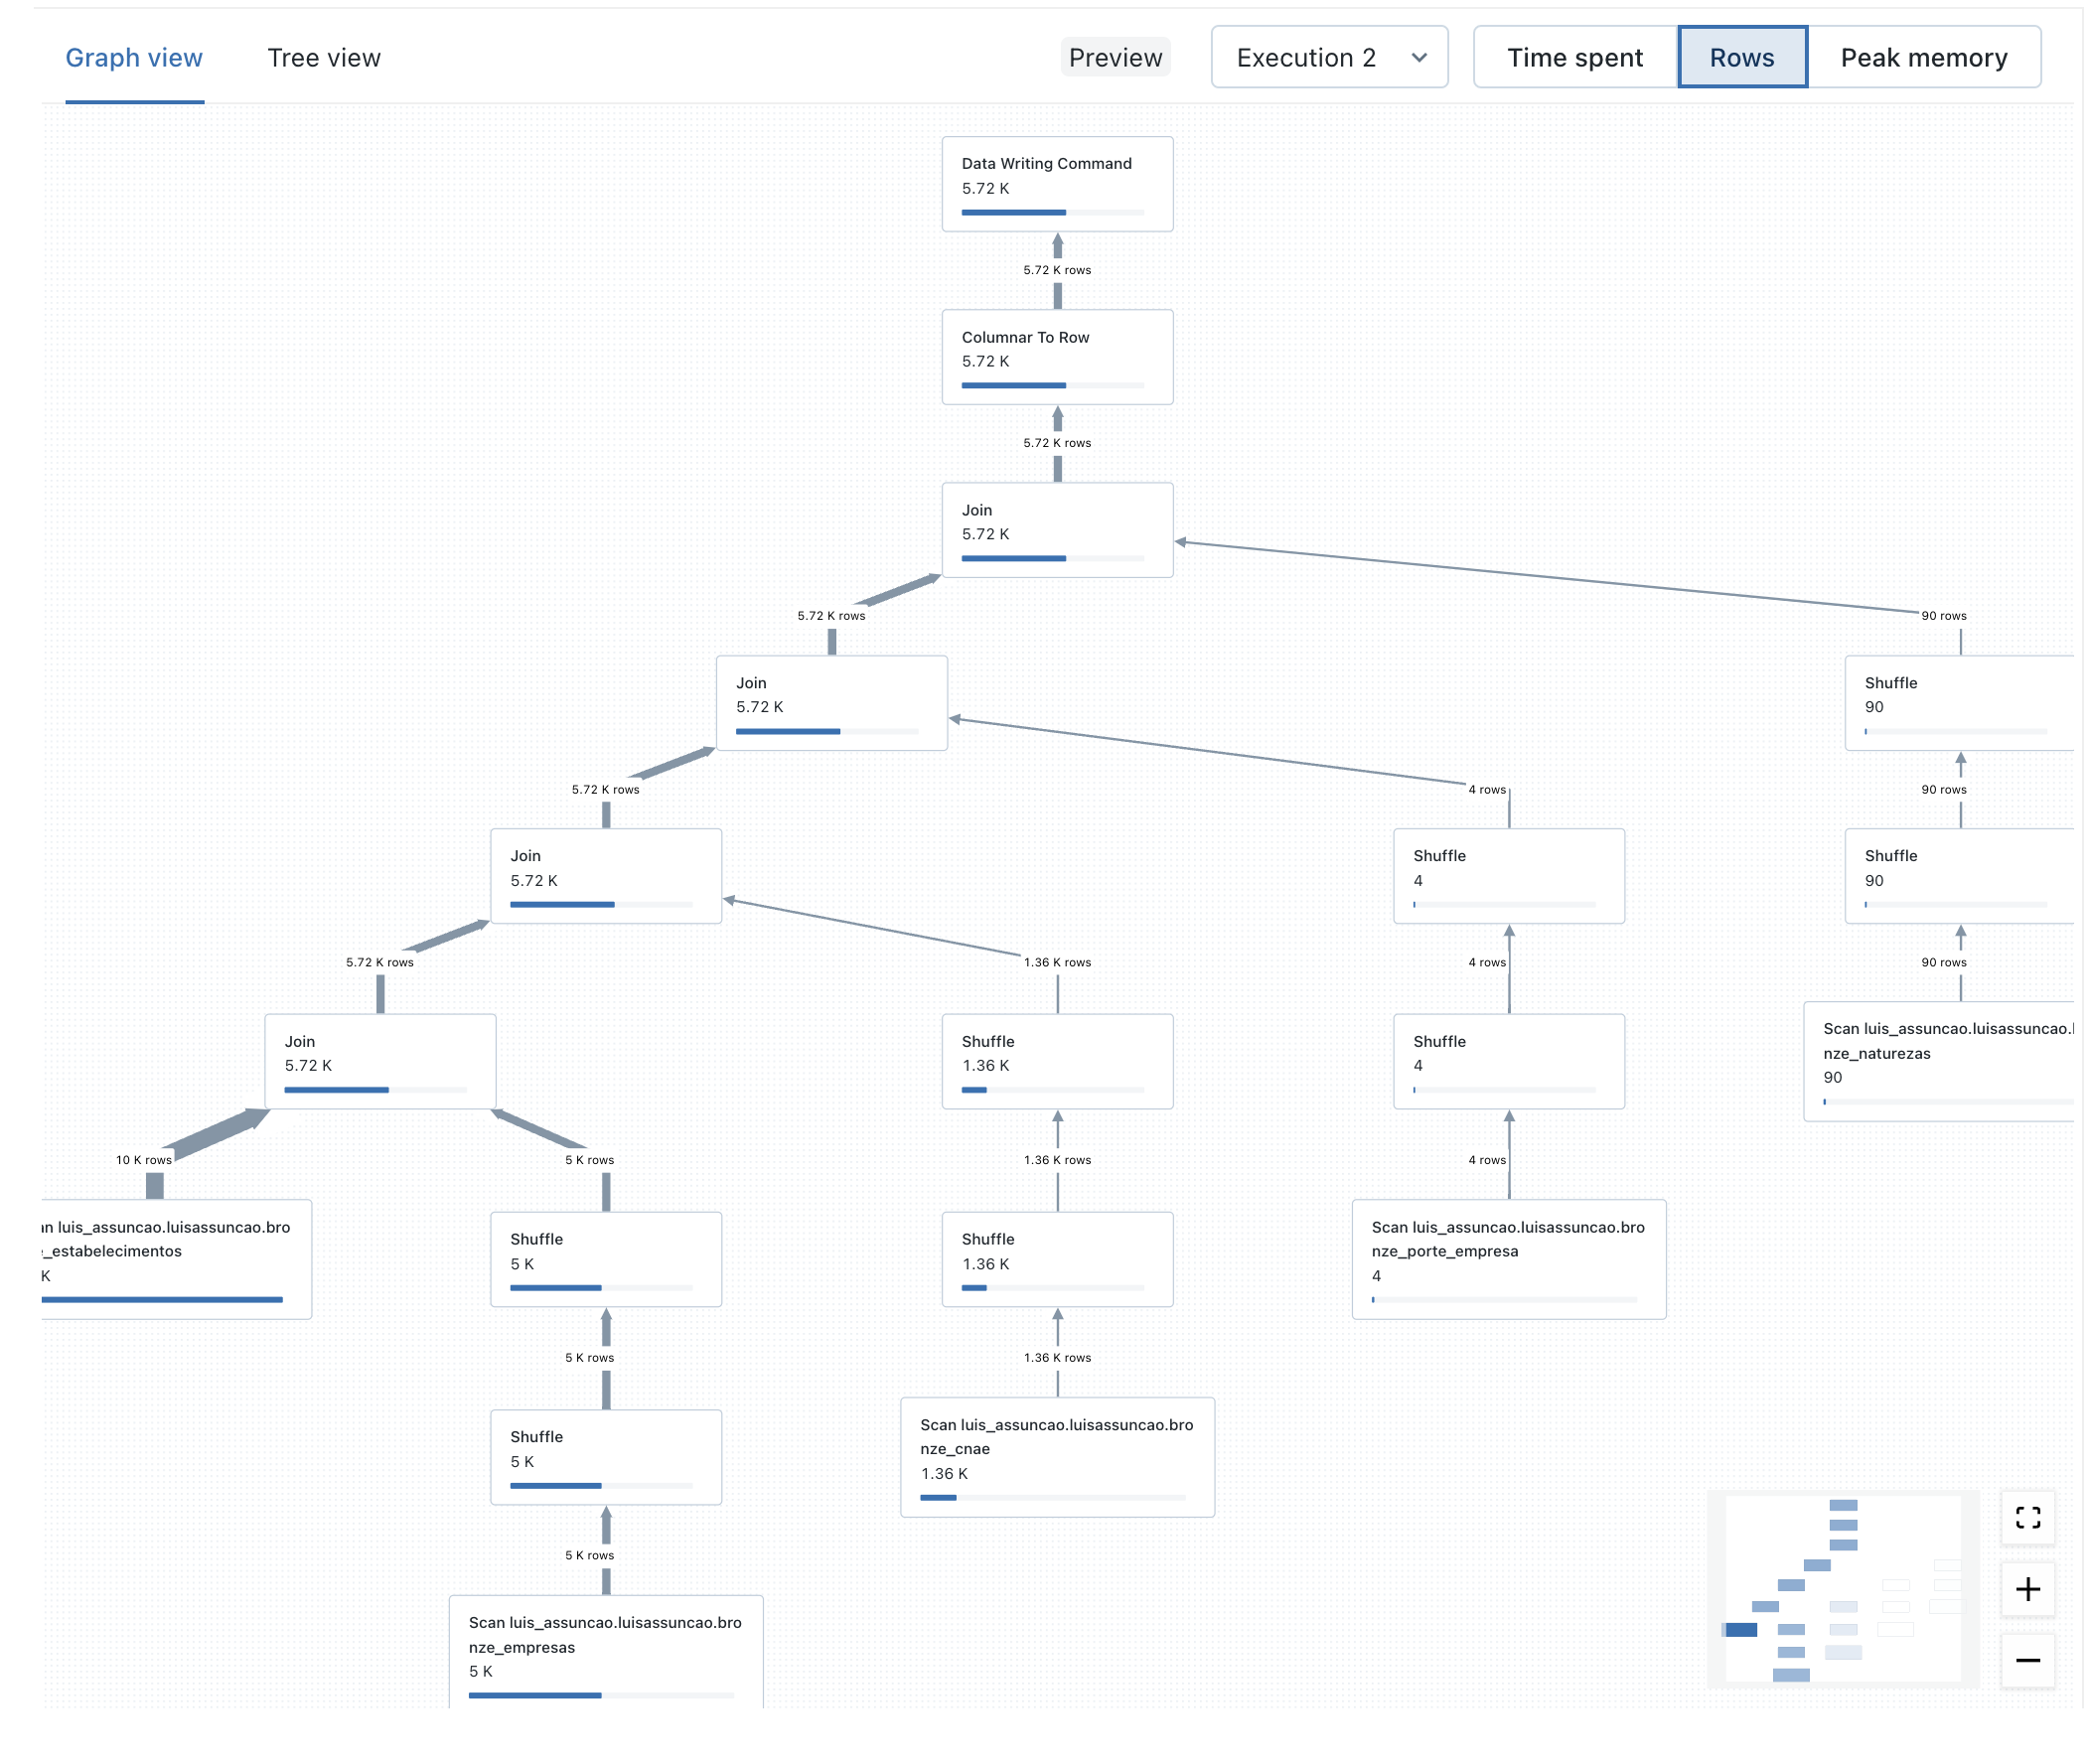 Graph view
Tree view
Preview
Execution 2
Time spent
Rows
Peak memory
Data Writing Command
5.72 K
5.72 K rows
Columnar To Row
5.72 K
5.72 K rows
Join
5.72 K
5.72 K rows
90 rows
Join
5.72 K
Shuffle
90
5.72 K rows
4 rows
90 rows
Join
5.72 K
Shuffle
4
Shuffle
90
5.72 K rows
1.36 K rows
4 rows
90 rows
Join
5.72 K
Shuffle
1.36 K
Shuffle
4
Scan luis_assuncao.luisassuncao.
nze_naturezas
90
10 K rows
5 K rows
1.36 K rows
4 rows
luis_assuncao.luisassuncao.bro
_estabelecimentos
K
Shuffle
5 K
Shuffle
1.36 K
Scan luis_assuncao.luisassuncao.bro
nze_porte_empresa
4
5 K rows
1.36 K rows
Shuffle
5 K
Scan luis_assuncao.luisassuncao.bro
nze_cnae
1.36 K
5 K rows
Scan luis_assuncao.luisassuncao.bro
nze_empresas
5 K